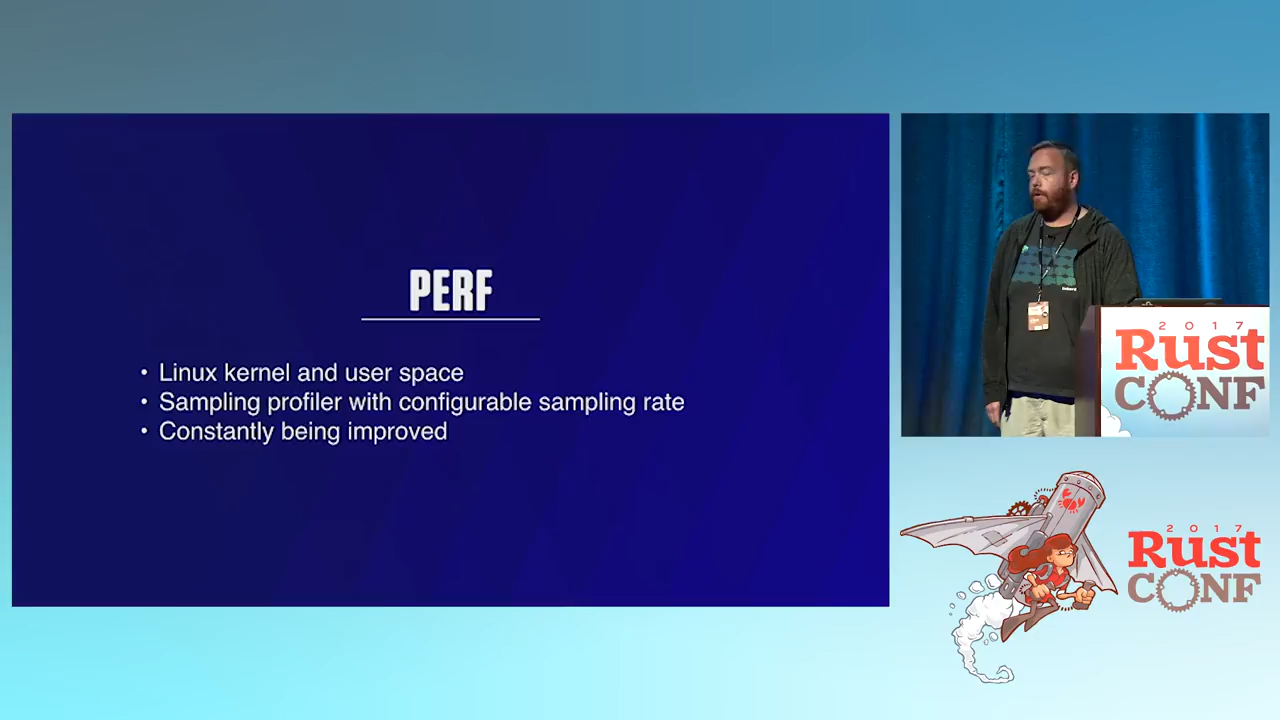 PERF
• Linux kernel and user space
• Sampling profiler with configurable sampling rate
• Constantly being improved
2017
Rust
CONF
2017
Rust
CONF